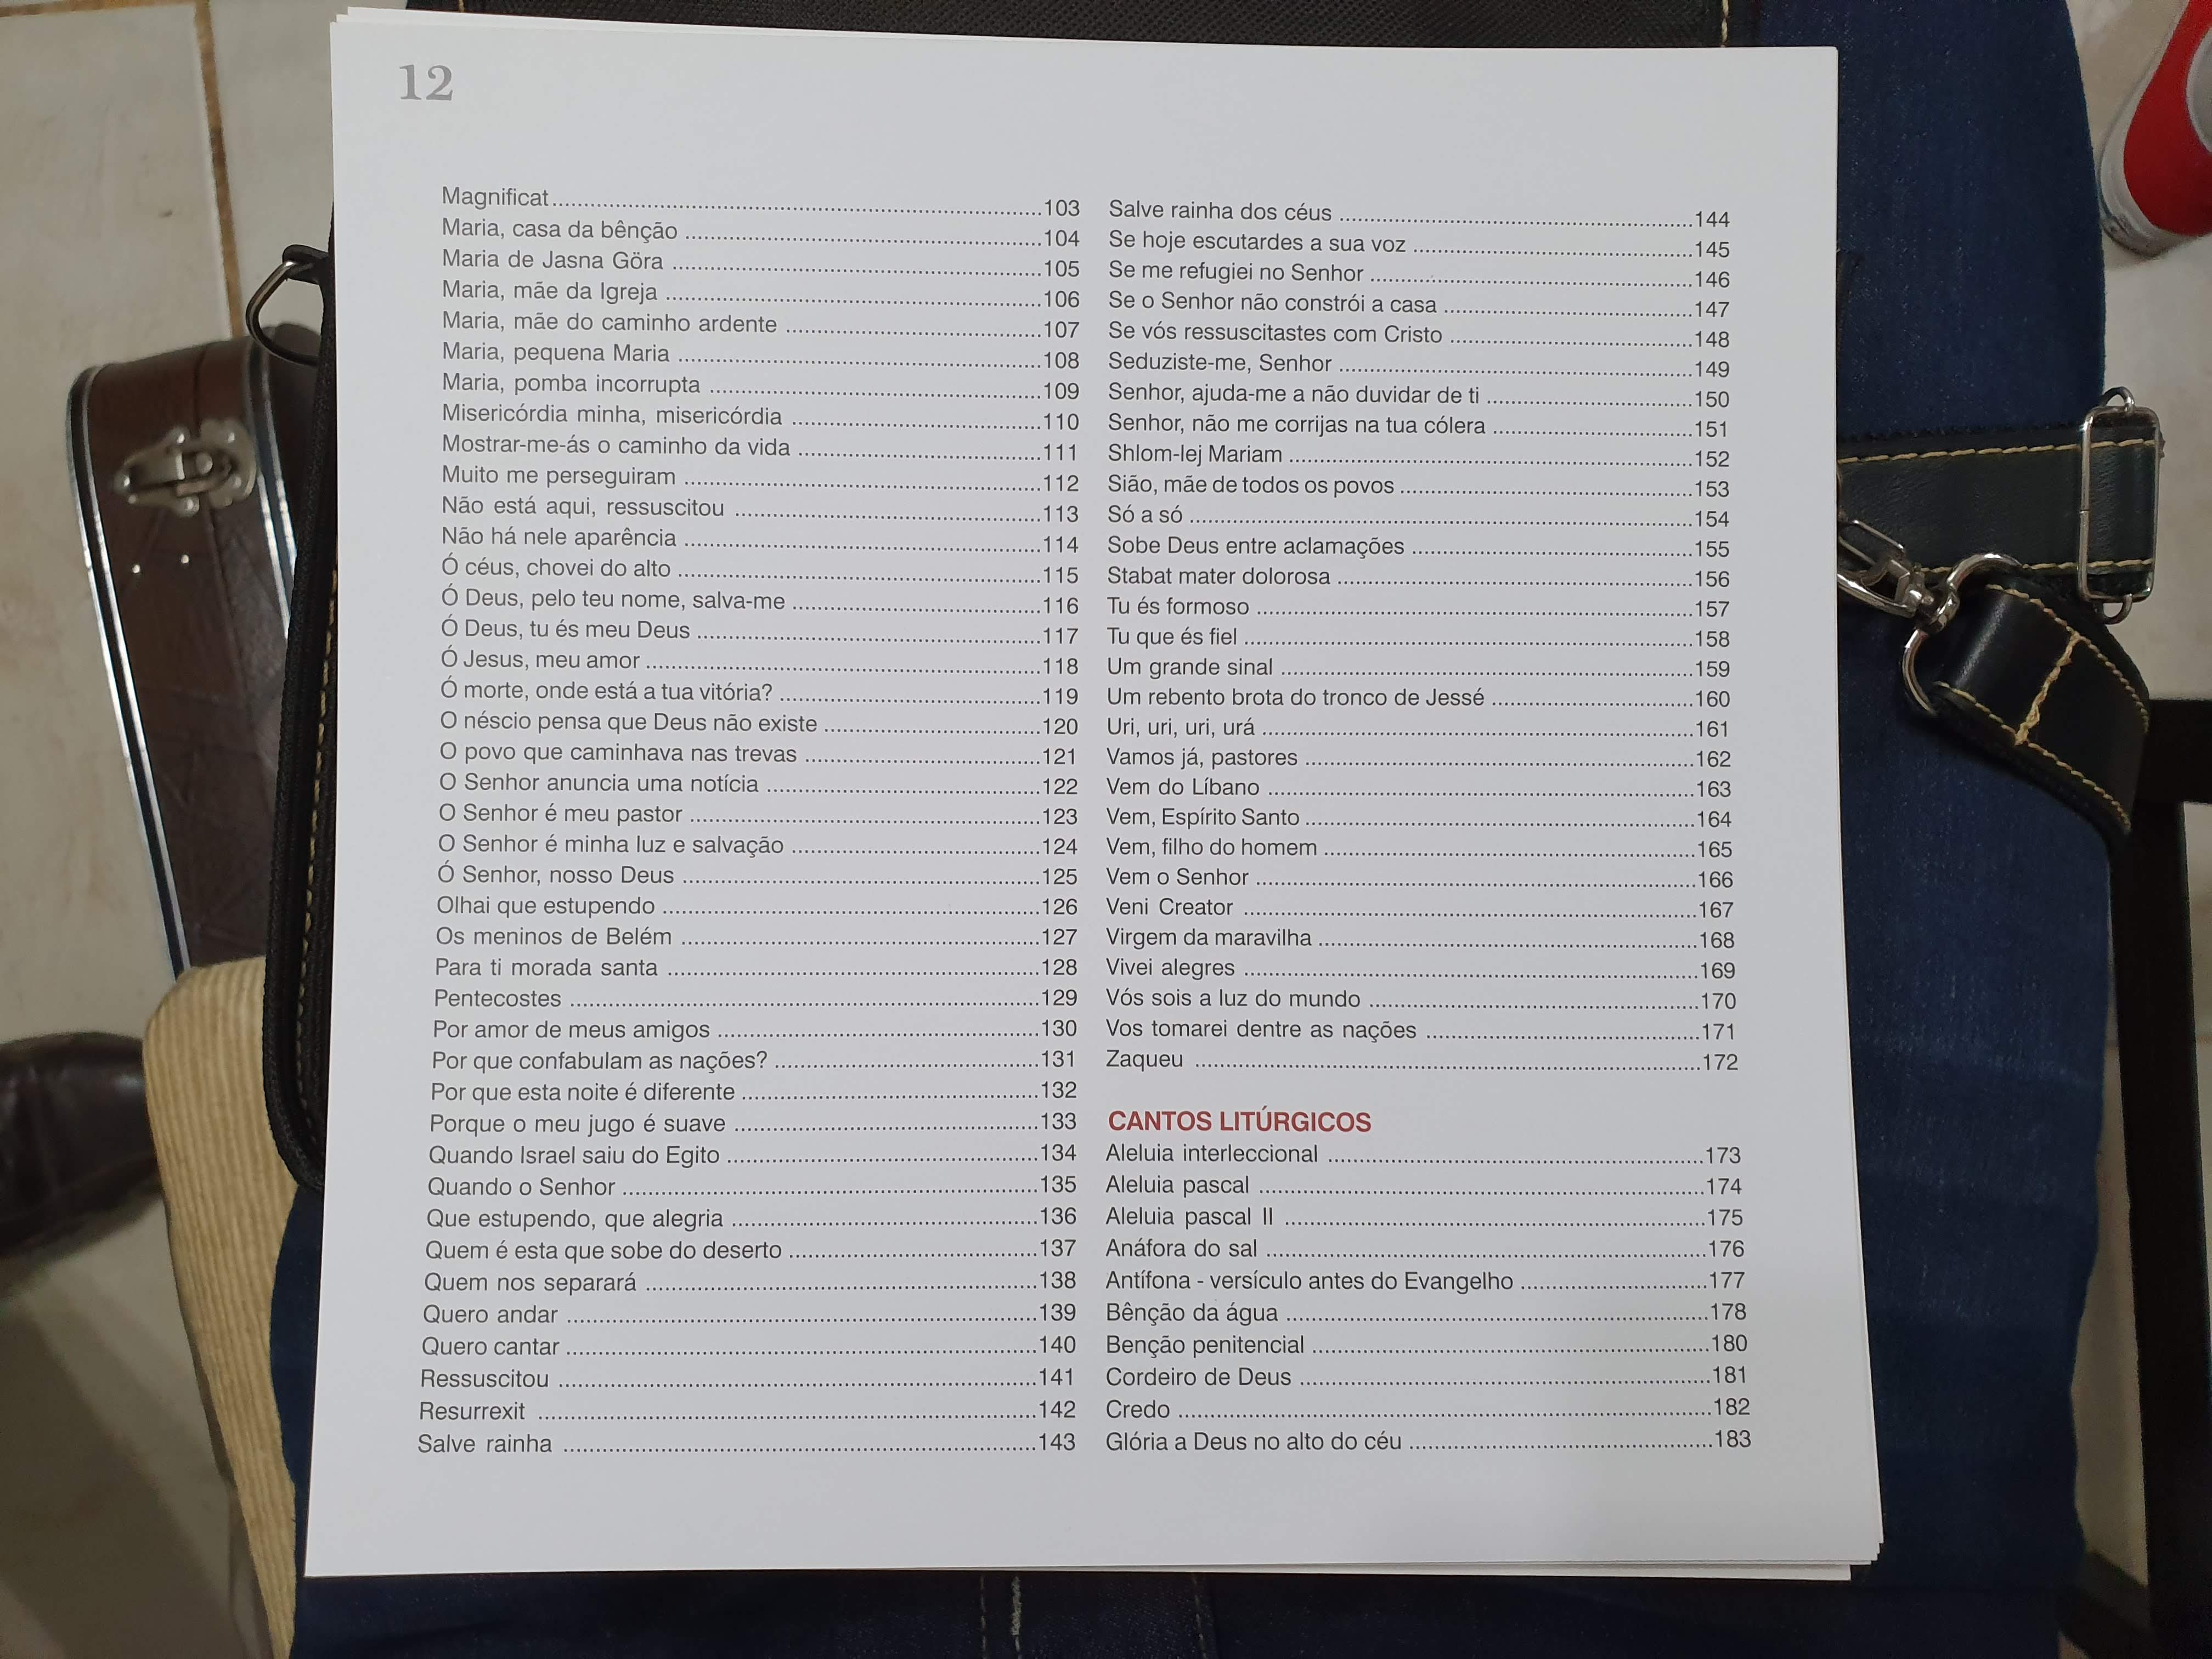 12
Magnificat ... 103
Maria, casa da bênção ... 104
Maria de Jasna Göra ... 105
Maria, mãe da Igreja ... 106
Maria, mãe do caminho ardente ... 107
Maria, pequena Maria ... 108
Maria, pomba incorrupta ... 109
Misericórdia minha, misericórdia ... 110
Mostrar-me-ás o caminho da vida ... 111
Muito me perseguiram ... 112
Não está aqui, ressuscitou ... 113
Não há nele aparência ... 114
Ó céus, chovei do alto ... 115
Ó Deus, pelo teu nome, salva-me ... 116
Ó Deus, tu és meu Deus ... 117
Ó Jesus, meu amor ... 118
Ó morte, onde está a tua vitória? ... 119
O néscio pensa que Deus não existe ... 120
O povo que caminhava nas trevas ... 121
O Senhor anuncia uma notícia ... 122
O Senhor é meu pastor ... 123
O Senhor é minha luz e salvação ... 124
Ó Senhor, nosso Deus ... 125
Olhai que estupendo ... 126
Os meninos de Belém ... 127
Para ti morada santa ... 128
Pentecostes ... 129
Por amor de meus amigos ... 130
Por que confabulam as nações? ... 131
Por que esta noite é diferente ... 132
Porque o meu jugo é suave ... 133
Quando Israel saiu do Egito ... 134
Quando o Senhor ... 135
Que estupendo, que alegria ... 136
Quem é esta que sobe do deserto ... 137
Quem nos separará ... 138
Quero andar ... 139
Quero cantar ... 140
Ressuscitou ... 141
Resurrexit ... 142
Salve rainha ... 143
Salve rainha dos céus ... 144
Se hoje escutardes a sua voz ... 145
Se me refugiei no Senhor ... 146
Se o Senhor não constrói a casa ... 147
Se vós ressuscitastes com Cristo ... 148
Seduziste-me, Senhor ... 149
Senhor, ajuda-me a não duvidar de ti ... 150
Senhor, não me corrijas na tua cólera ... 151
Shlom-lej Mariam ... 152
Sião, mãe de todos os povos ... 153
Só a só ... 154
Sobe Deus entre aclamações ... 155
Stabat mater dolorosa ... 156
Tu és formoso ... 157
Tu que és fiel ... 158
Um grande sinal ... 159
Um rebento brota do tronco de Jessé ... 160
Uri, uri, uri, urá ... 161
Vamos já, pastores ... 162
Vem do Líbano ... 163
Vem, Espírito Santo ... 164
Vem, filho do homem ... 165
Vem o Senhor ... 166
Veni Creator ... 167
Virgem da maravilha ... 168
Vivei alegres ... 169
Vós sois a luz do mundo ... 170
Vos tomarei dentre as nações ... 171
Zaqueu ... 172
CANTOS LITÚRGICOS
Aleluia interleccional ... 173
Aleluia pascal ... 174
Aleluia pascal II ... 175
Anáfora do sal ... 176
Antífona - versículo antes do Evangelho ... 177
Bênção da água ... 178
Benção penitencial ... 180
Cordeiro de Deus ... 181
Credo ... 182
Glória a Deus no alto do céu ... 183